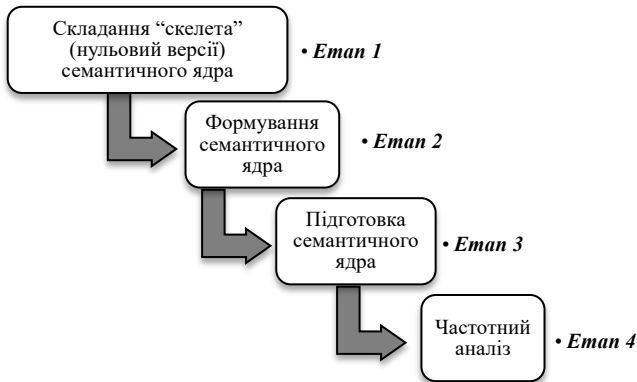 Складання “скелета”
(нульовий версії)
семантичного ядра
• Етап 1
Формування
семантичного
ядра
• Етап 2
Підготовка
семантичного
ядра
• Етап 3
Частотний
аналіз
• Етап 4